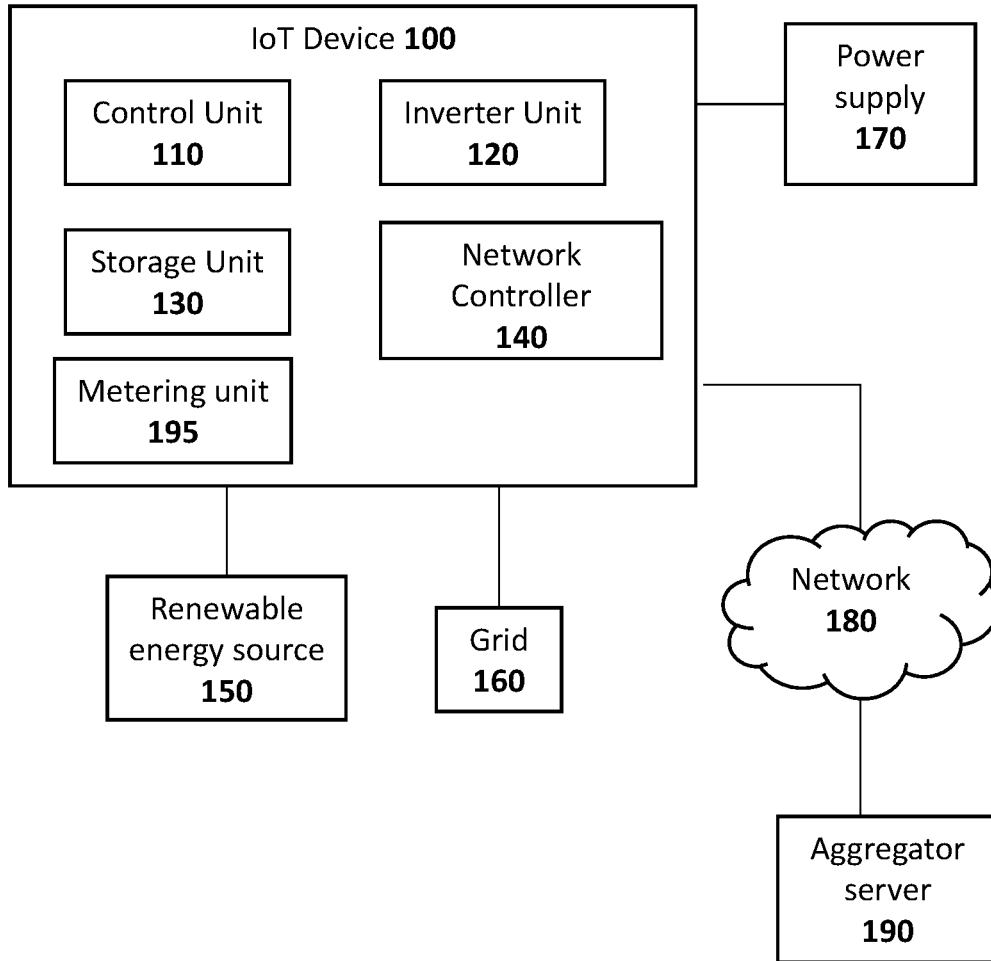 IoT Device 100
Control Unit
110
Inverter Unit
120
Power
supply
170
Storage Unit
130
Network
Controller
140
Metering unit
195
Renewable
energy source
150
Grid
160
Network
180
Aggregator
server
190